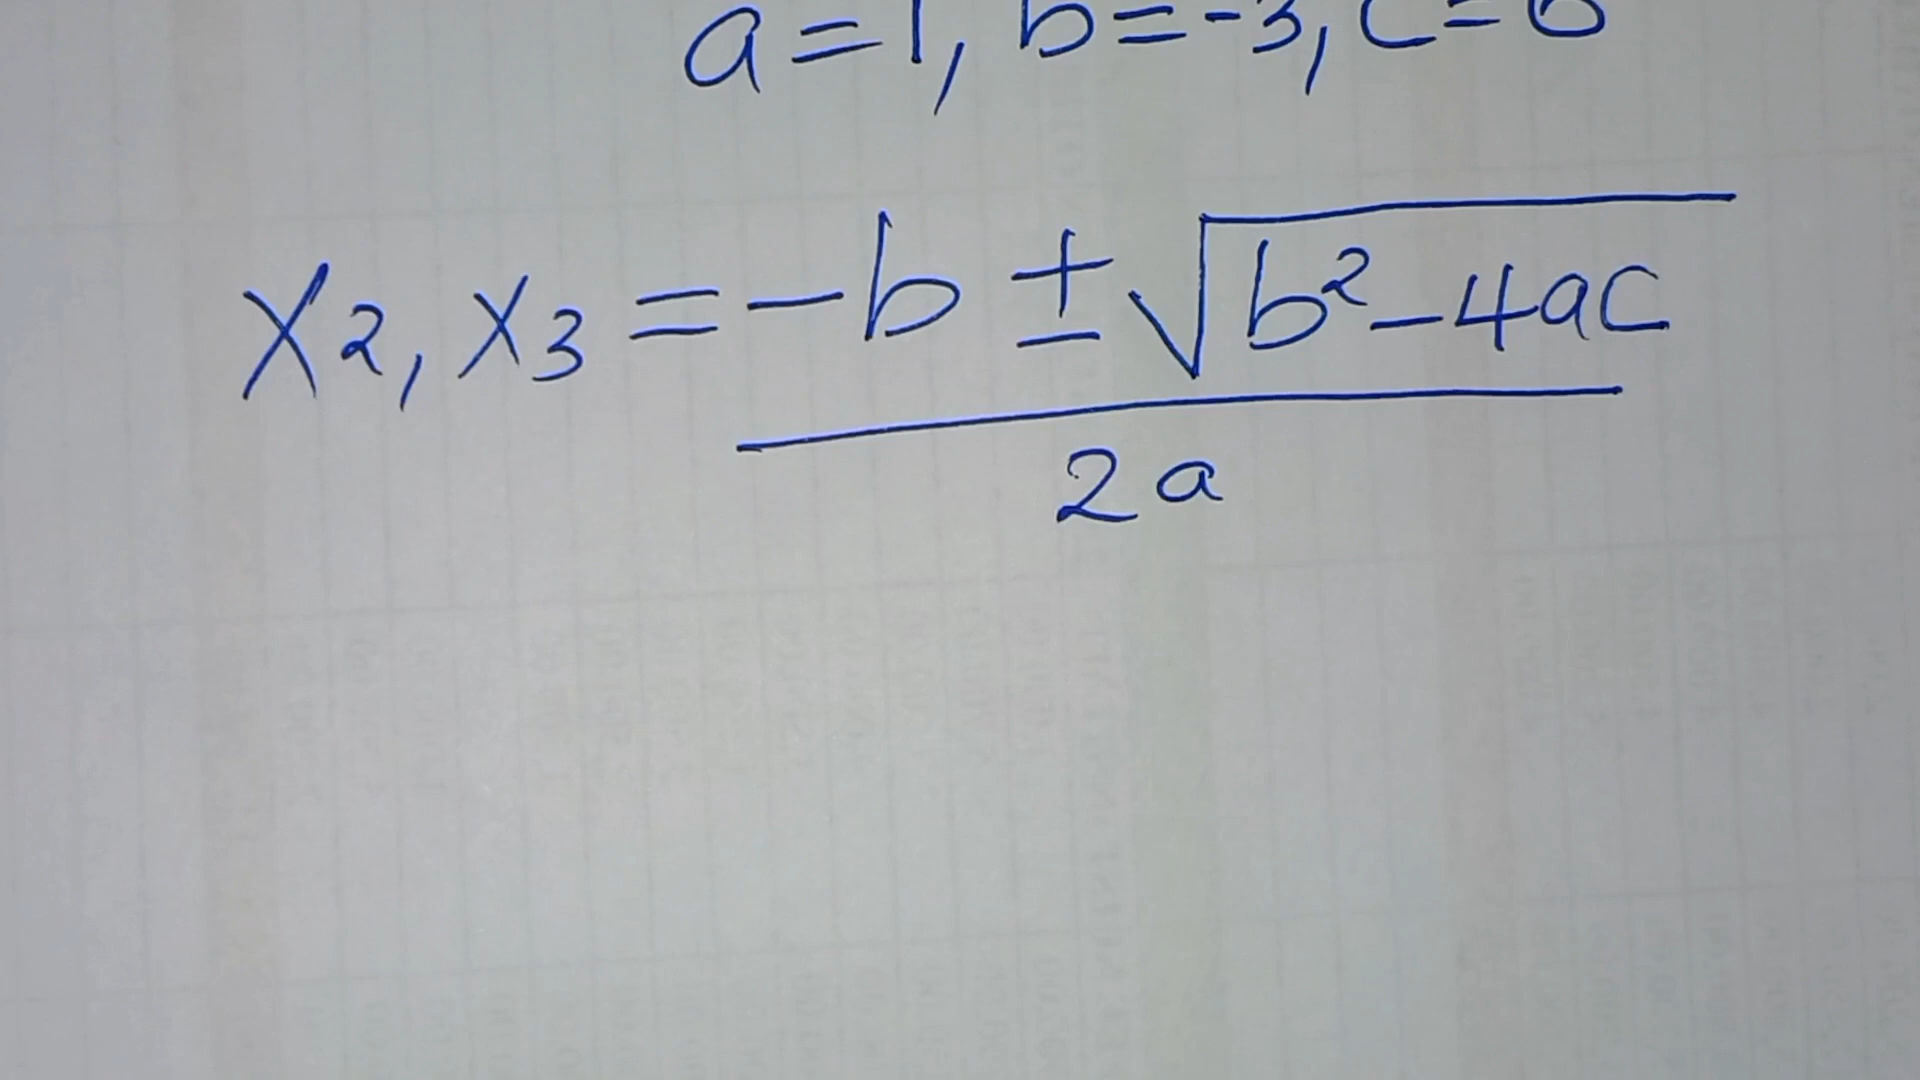 a=1, b=-3, c=6
x₂, x₃ = -b ± √(b²-4ac)
2a